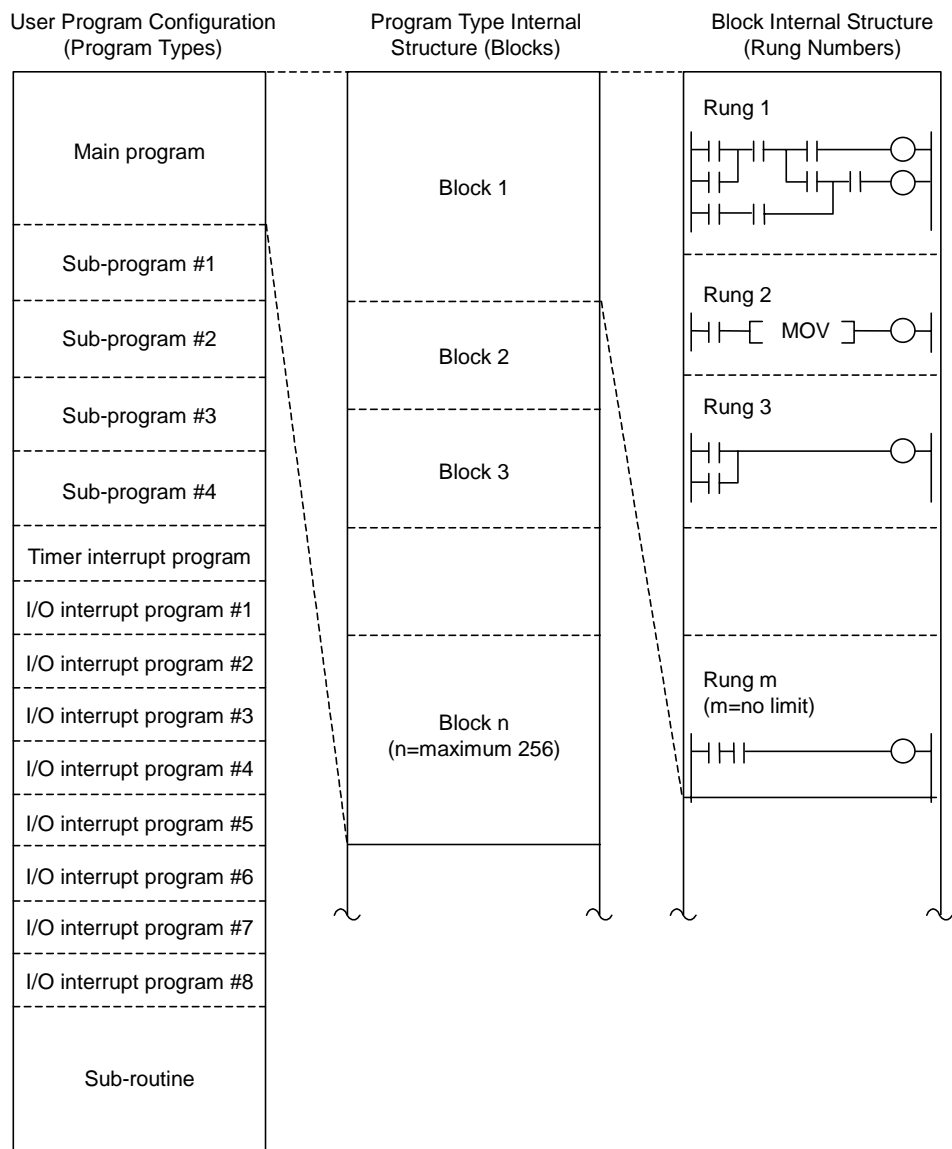 User Program Configuration
(Program Types)
Main program
Sub-program #1
Sub-program #2
Sub-program #3
Sub-program #4
Timer interrupt program
I/O interrupt program #1
I/O interrupt program #2
I/O interrupt program #3
I/O interrupt program #4
I/O interrupt program #5
I/O interrupt program #6
I/O interrupt program #7
I/O interrupt program #8
Sub-routine
Program Type Internal
Structure (Blocks)
Block 1
Block 2
Block 3
Block n
(n=maximum 256)
Block Internal Structure
(Rung Numbers)
Rung 1
Rung 2
MOV
Rung 3
Rung m
(m=no limit)